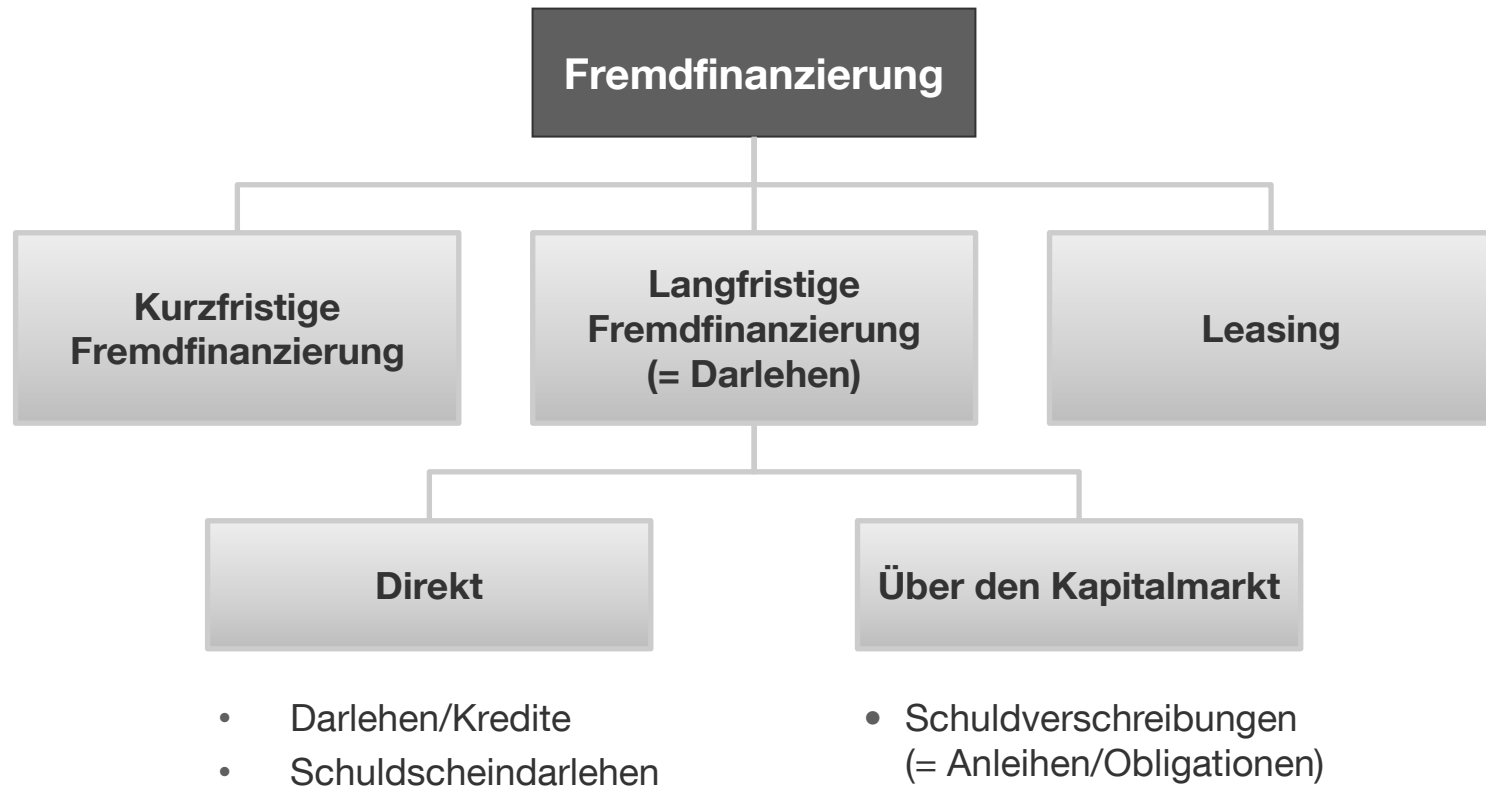 Fremdfinanzierung
Kurzfristige
Fremdfinanzierung
Langfristige
Fremdfinanzierung
(= Darlehen)
Leasing
Direkt
Über den Kapitalmarkt
• Darlehen/Kredite
• Schuldscheindarlehen
• Schuldverschreibungen
(= Anleihen/Obligationen)